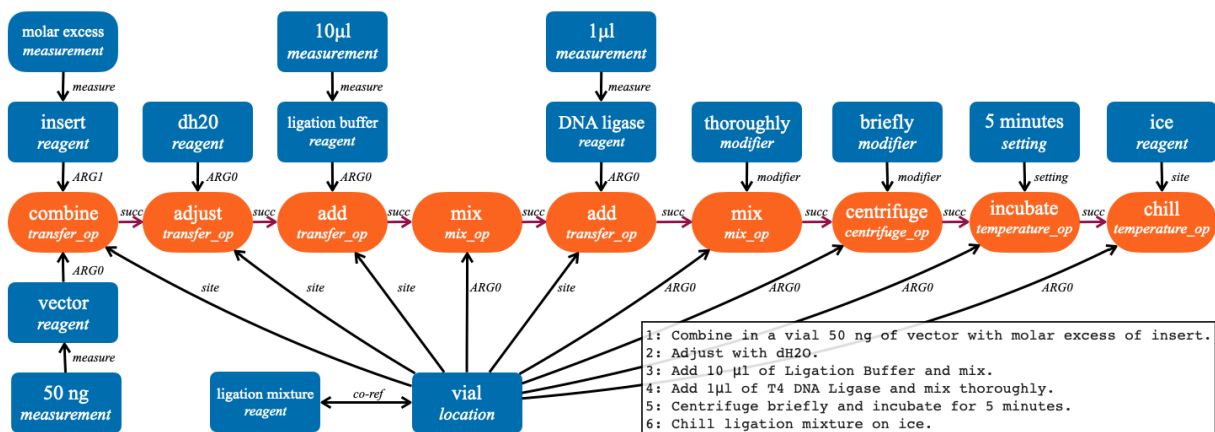 molar excess
measurement
10µl
measurement
1µl
measurement
measure
measure
measure
insert
reagent
dh20
reagent
ligation buffer
reagent
DNA ligase
reagent
thoroughly
modifier
briefly
modifier
5 minutes
setting
ice
reagent
ARG1
ARG0
ARG0
ARG0
modifier
modifier
setting
site
combine
transfer_op
succ
adjust
transfer_op
succ
add
transfer_op
succ
mix
mix_op
succ
add
transfer_op
succ
mix
mix_op
succ
centrifuge
centrifuge_op
succ
incubate
temperature_op
succ
chill
temperature_op
ARG0
site
site
site
ARG0
site
ARG0
ARG0
ARG0
ARG0
vector
reagent
measure
50 ng
measurement
ligation mixture
reagent
co-ref
vial
location
1: Combine in a vial 50 ng of vector with molar excess of insert.
2: Adjust with dH2O.
3: Add 10 µl of Ligation Buffer and mix.
4: Add 1µl of T4 DNA Ligase and mix thoroughly.
5: Centrifuge briefly and incubate for 5 minutes.
6: Chill ligation mixture on ice.